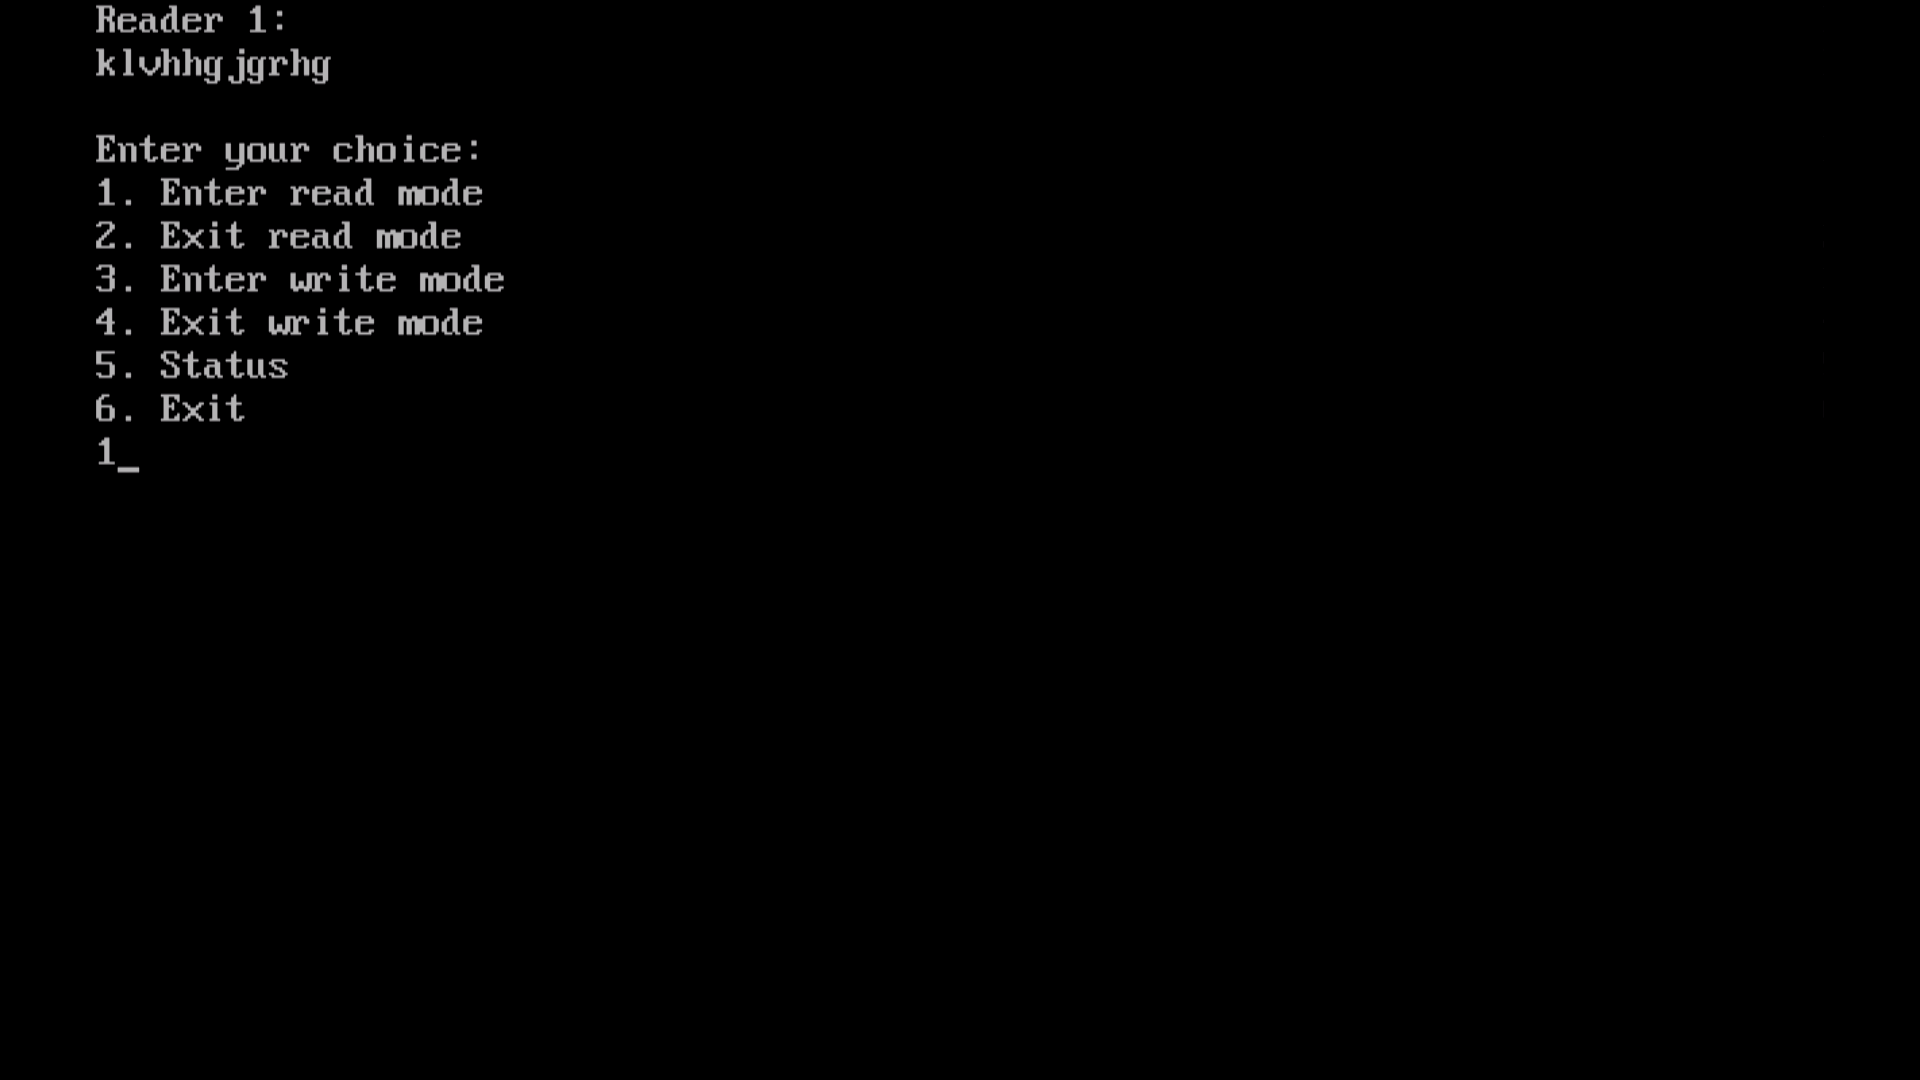 Reader 1:
klvhhgjgrhg
Enter your choice:
1. Enter read mode
2. Exit read mode
3. Enter write mode
4. Exit write mode
5. Status
6. Exit
1_